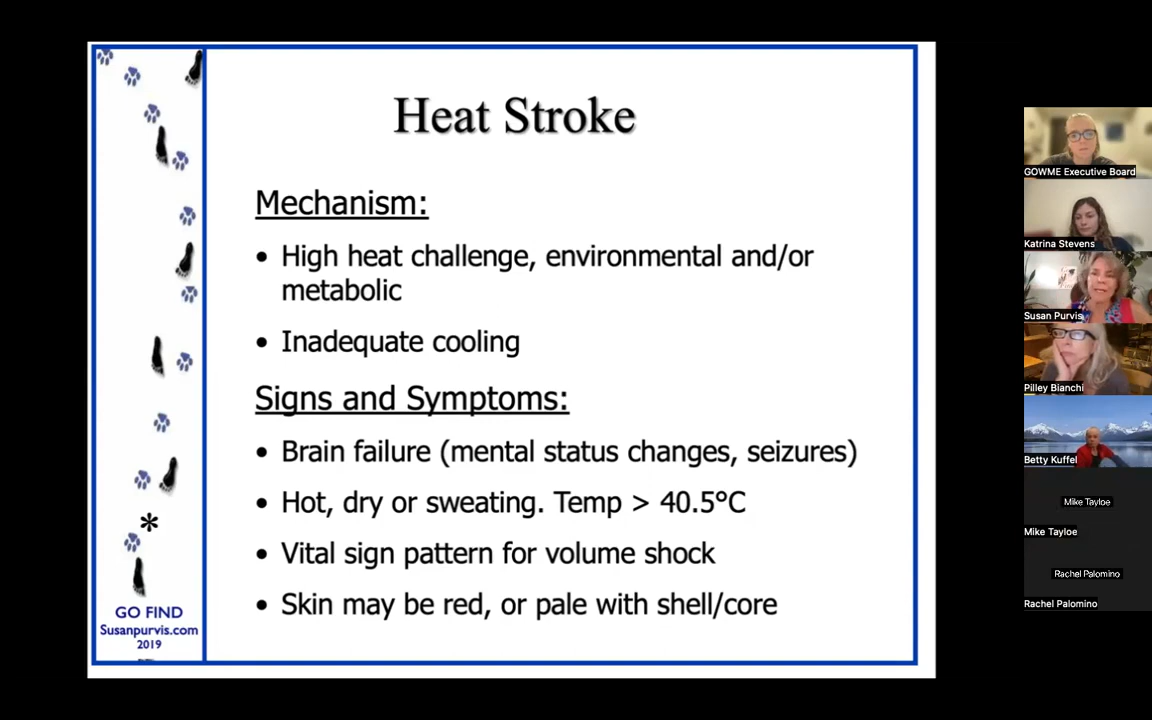 Heat Stroke
Mechanism:
• High heat challenge, environmental and/or
metabolic
• Inadequate cooling
Signs and Symptoms:
• Brain failure (mental status changes, seizures)
• Hot, dry or sweating. Temp > 40.5°C
• Vital sign pattern for volume shock
• Skin may be red, or pale with shell/core
*
GO FIND
Susanpurvis.com
2019
GOWME Executive Board
Katrina Stevens
Susan Purvis
Pilley Bianchi
Betty Kuffel
Mike Tayloe
Mike Tayloe
Rachel Palomino
Rachel Palomino